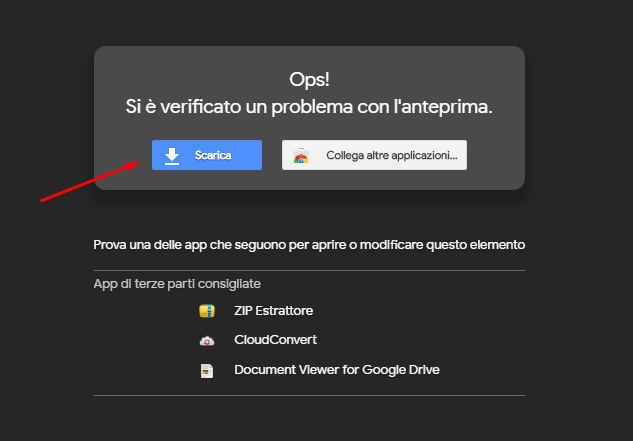 Ops!
Si è verificato un problema con l'anteprima.
Scarica
Collega altre applicazioni...
Prova una delle app che seguono per aprire o modificare questo elemento
App di terze parti consigliate
ZIP Estrattore
CloudConvert
Document Viewer for Google Drive